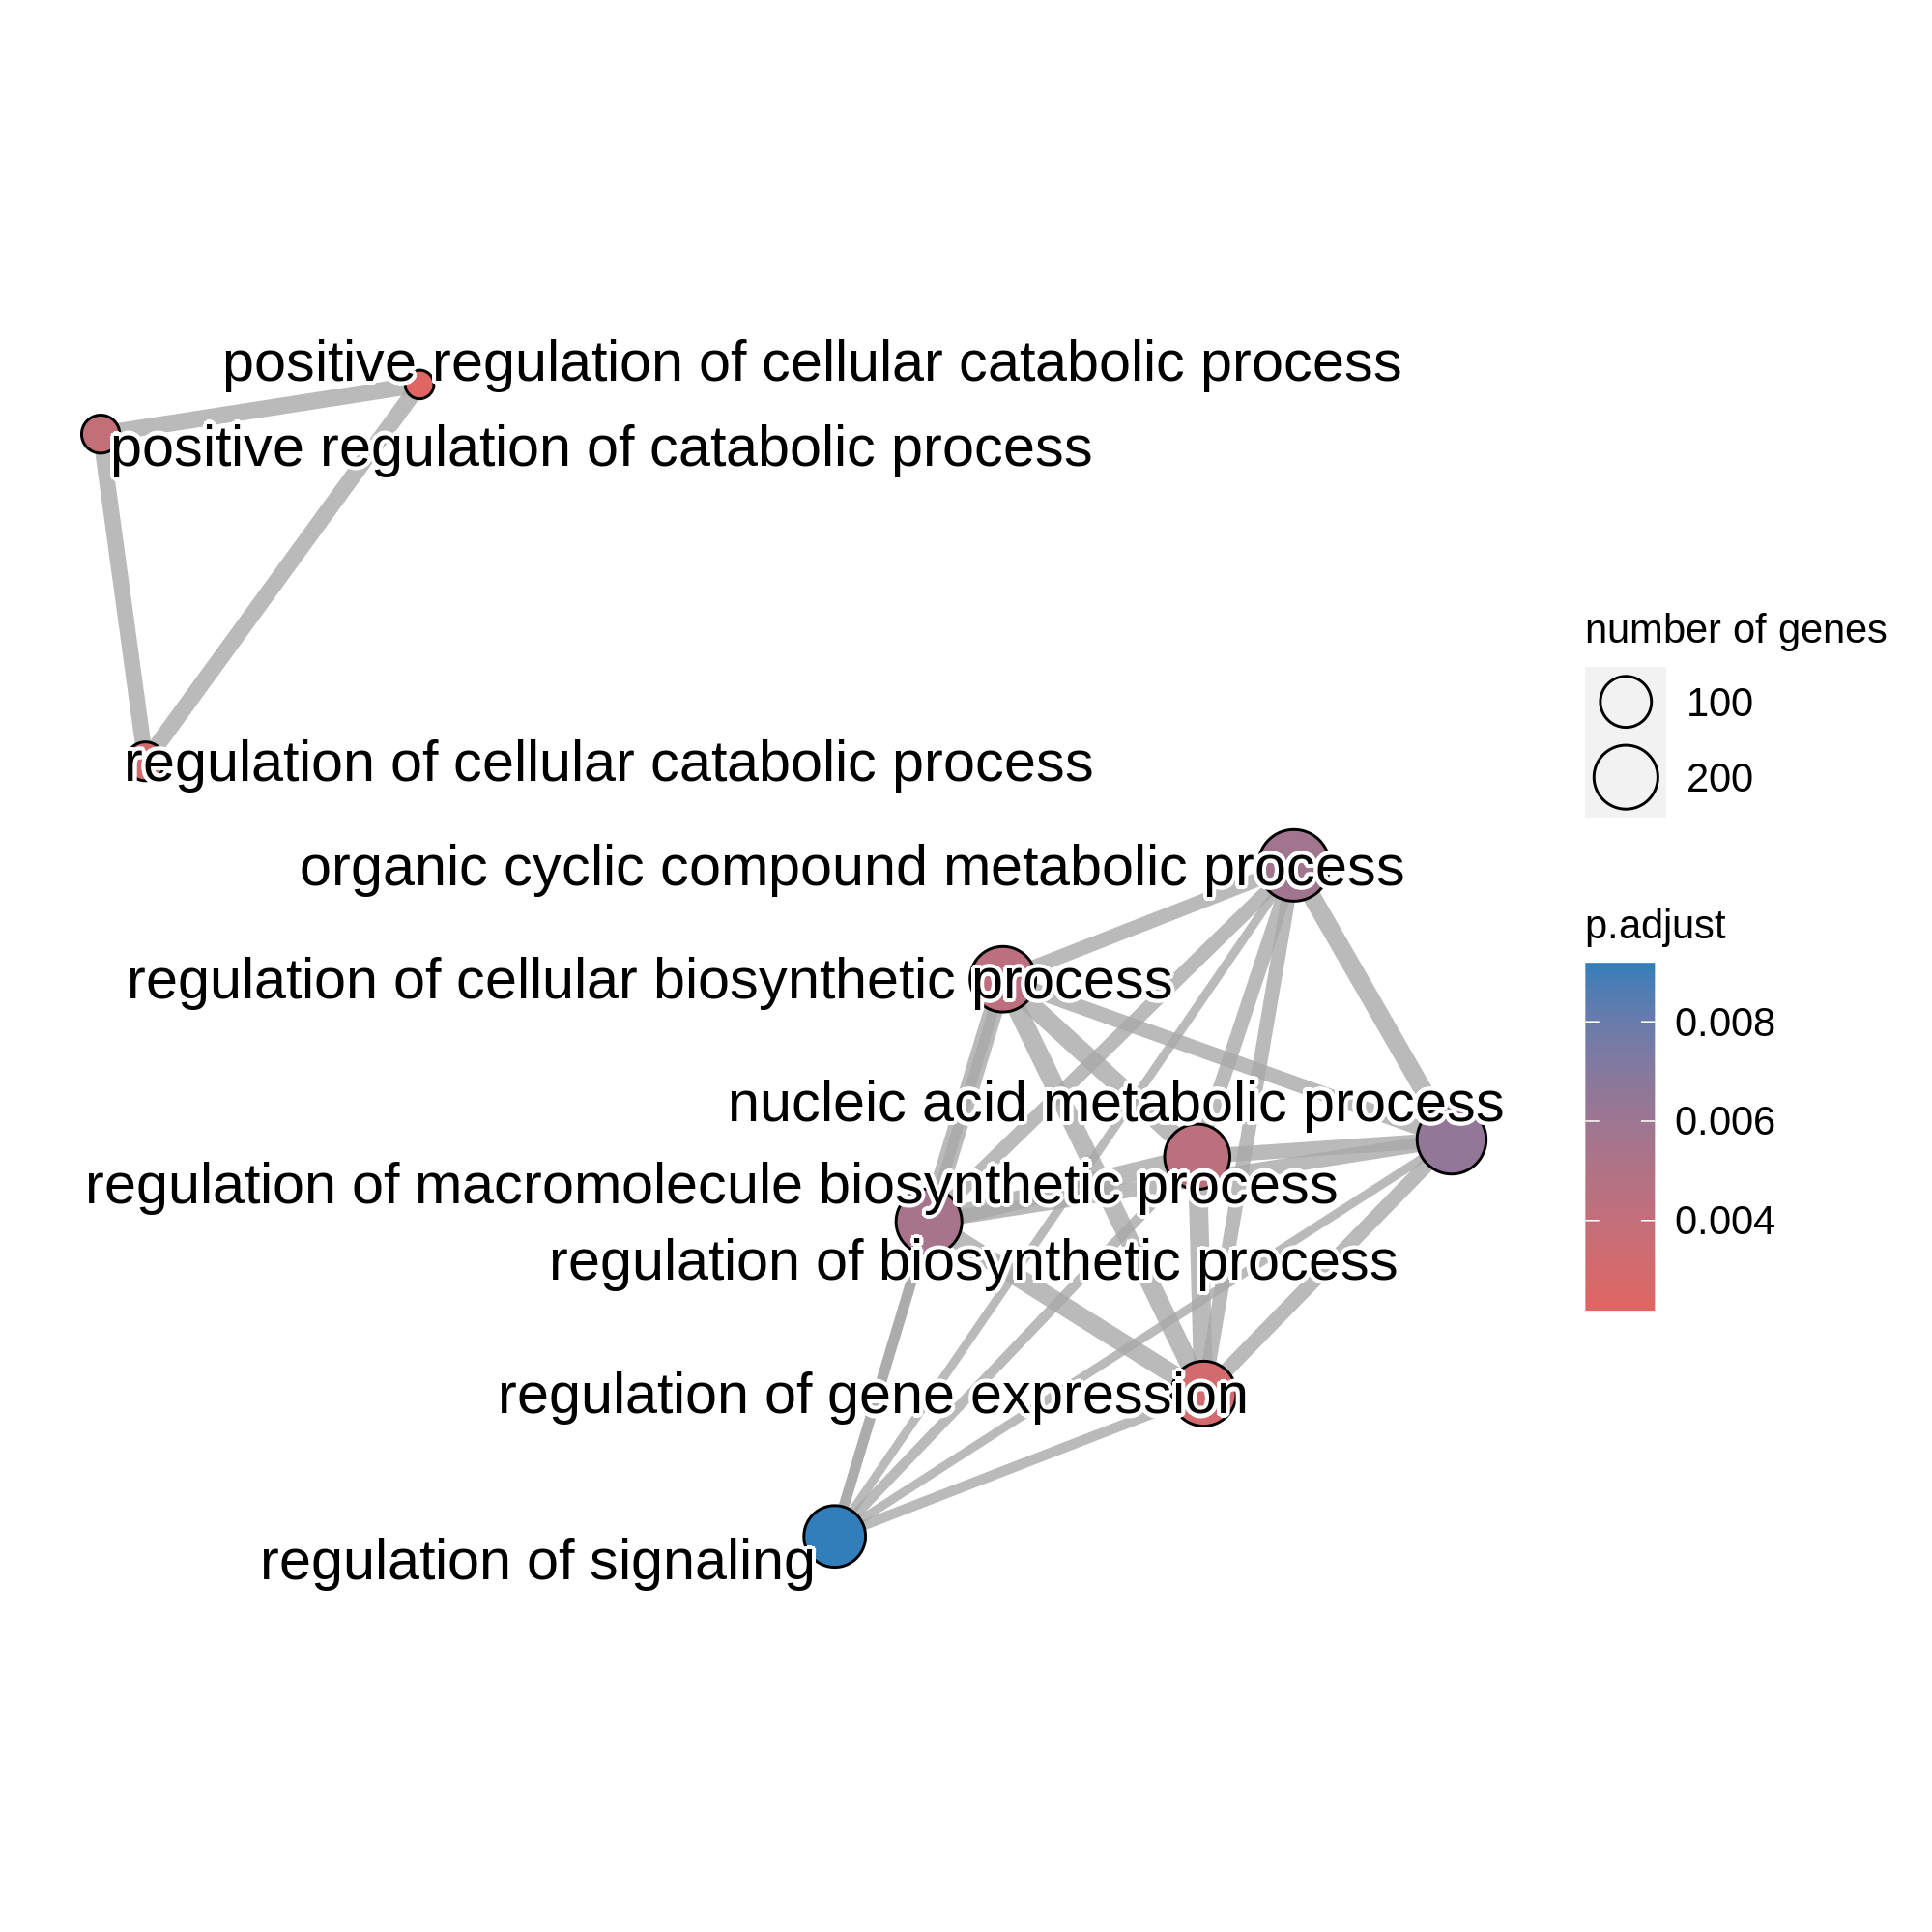 positive regulation of cellular catabolic process
positive regulation of catabolic process
regulation of cellular catabolic process
organic cyclic compound metabolic process
regulation of cellular biosynthetic process
nucleic acid metabolic process
regulation of macromolecule biosynthetic process
regulation of biosynthetic process
regulation of gene expression
regulation of signaling
number of genes
100
200
p.adjust
0.008
0.006
0.004